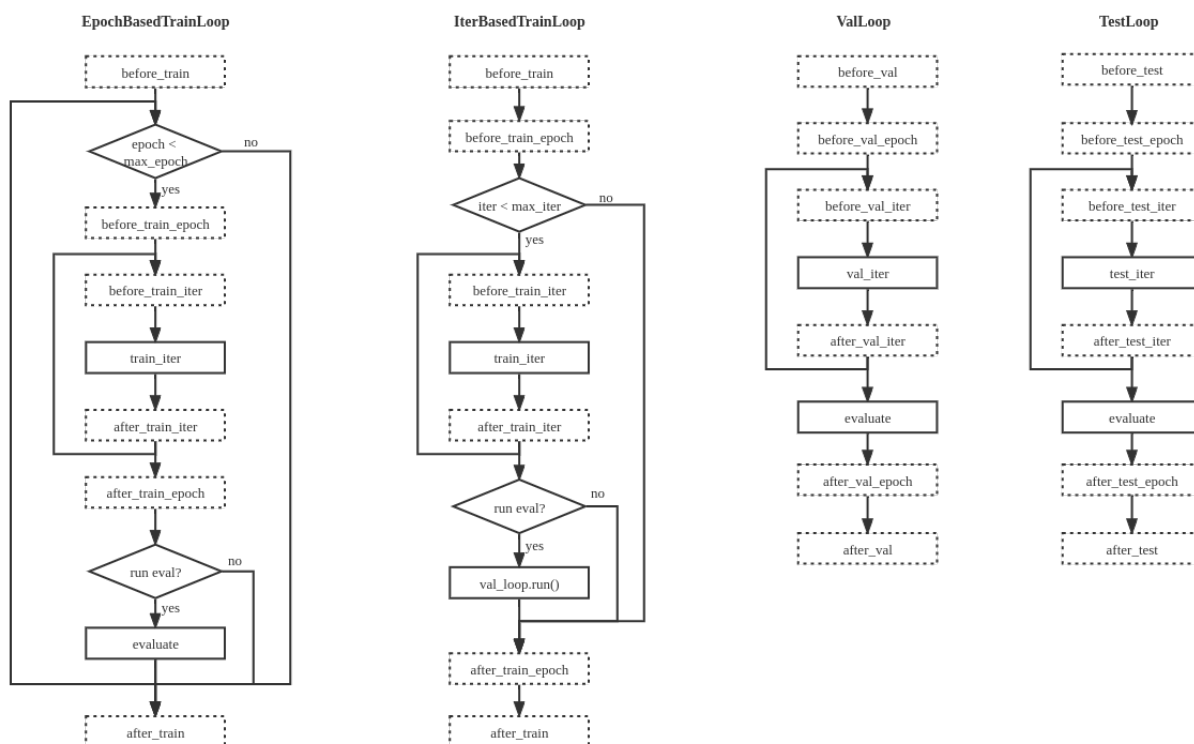 EpochBasedTrainLoop
before_train
epoch <
max_epoch
no
yes
before_train_epoch
before_train_iter
train_iter
after_train_iter
after_train_epoch
run eval?
no
yes
evaluate
after_train
IterBasedTrainLoop
before_train
before_train_epoch
iter < max_iter
no
yes
before_train_iter
train_iter
after_train_iter
run eval?
no
yes
val_loop.run()
after_train_epoch
after_train
ValLoop
before_val
before_val_epoch
before_val_iter
val_iter
after_val_iter
evaluate
after_val_epoch
after_val
TestLoop
before_test
before_test_epoch
before_test_iter
test_iter
after_test_iter
evaluate
after_test_epoch
after_test